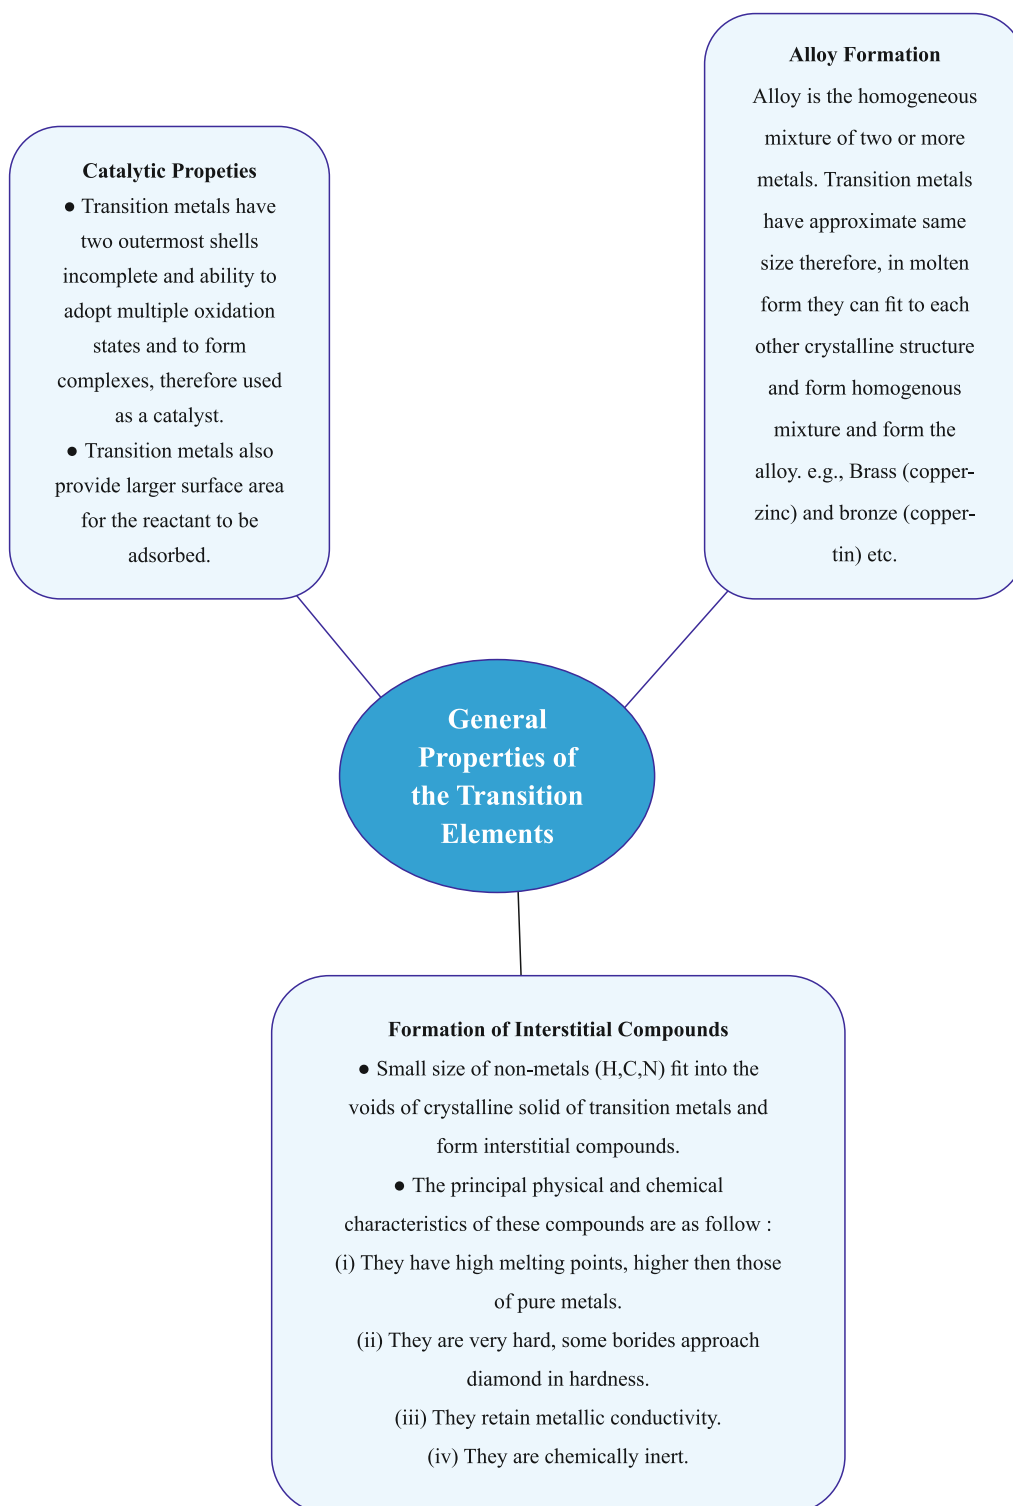 Alloy Formation
Alloy is the homogeneous
mixture of two or more
metals. Transition metals
have approximate same
size therefore, in molten
form they can fit to each
other crystalline structure
and form homogenous
mixture and form the
alloy. e.g., Brass (copper-
zinc) and bronze (copper-
tin) etc.
Catalytic Propeties
● Transition metals have
two outermost shells
incomplete and ability to
adopt multiple oxidation
states and to form
complexes, therefore used
as a catalyst.
● Transition metals also
provide larger surface area
for the reactant to be
adsorbed.
General
Properties of
the Transition
Elements
Formation of Interstitial Compounds
● Small size of non-metals (H,C,N) fit into the
voids of crystalline solid of transition metals and
form interstitial compounds.
● The principal physical and chemical
characteristics of these compounds are as follow :
(i) They have high melting points, higher then those
of pure metals.
(ii) They are very hard, some borides approach
diamond in hardness.
(iii) They retain metallic conductivity.
(iv) They are chemically inert.